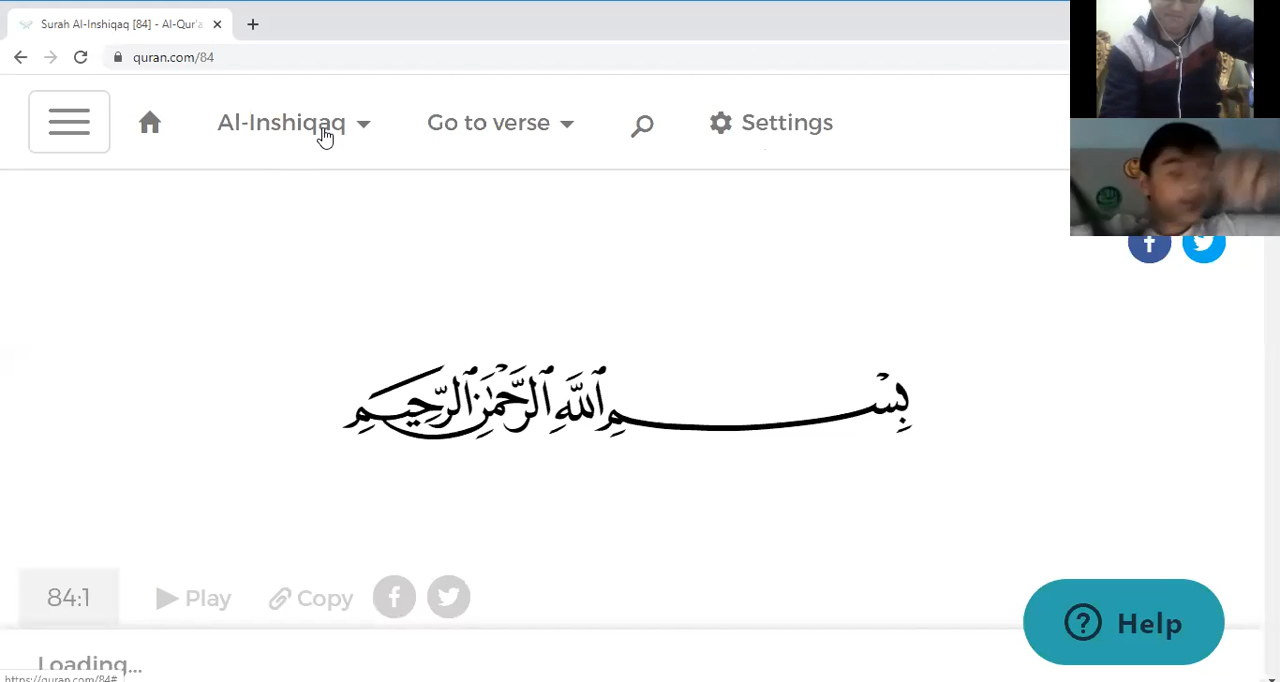 Surah Al-Inshiqaq [84] - Al-Qur'a
quran.com/84
Al-Inshiqaq Go to verse Settings
بِسْمِ ٱللَّهِ ٱلرَّحْمَٰنِ ٱلرَّحِيمِ
84:1 Play Copy
Help
Loading...
https://quran.com/84#